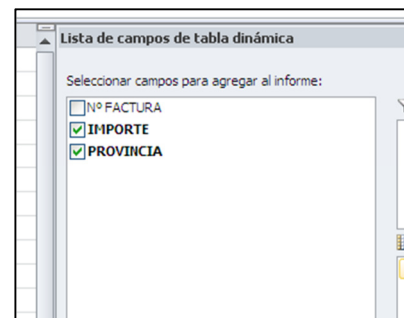 Lista de campos de tabla dinámica
Seleccionar campos para agregar al informe:
Nº FACTURA
IMPORTE
PROVINCIA